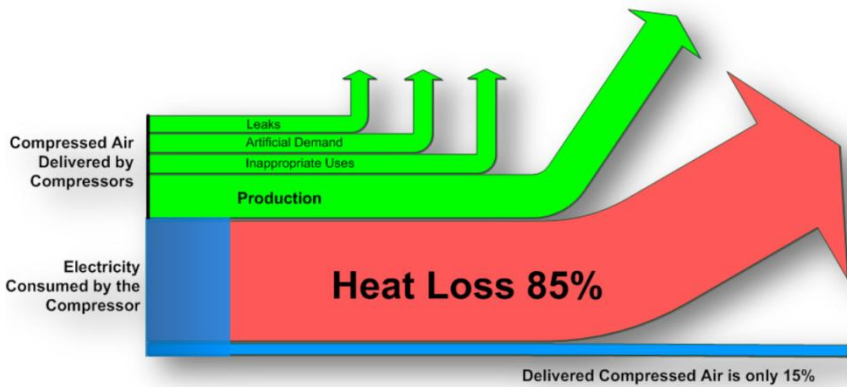 Leaks
Artificial Demand
Inappropriate Uses
Production
Compressed Air
Delivered by
Compressors
Electricity
Consumed by the
Compressor
Heat Loss 85%
Delivered Compressed Air is only 15%